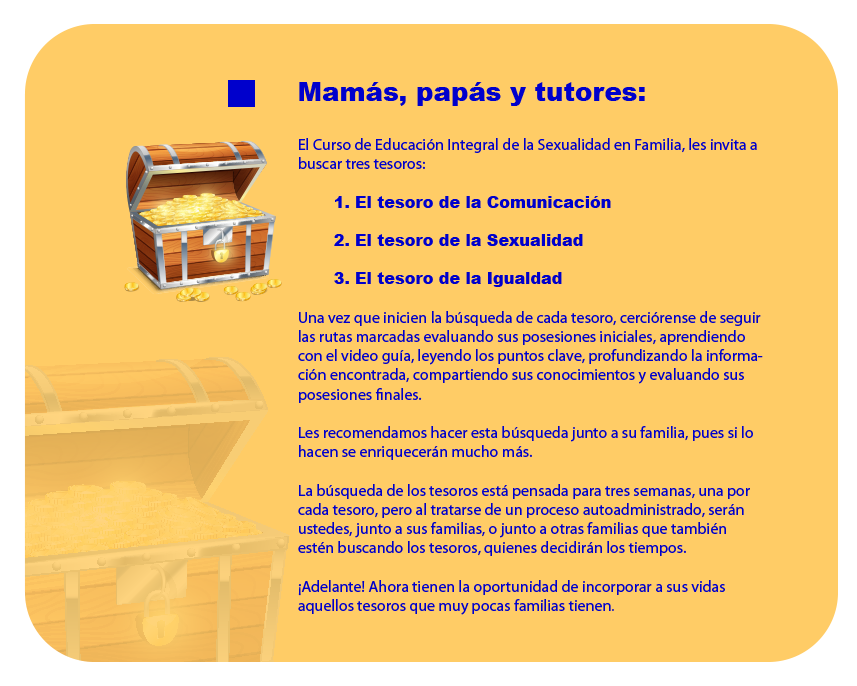 Mamás, papás y tutores:
El Curso de Educación Integral de la Sexualidad en Familia, les invita a
buscar tres tesoros:
1. El tesoro de la Comunicación
2. El tesoro de la Sexualidad
3. El tesoro de la Igualdad
Una vez que inicien la búsqueda de cada tesoro, cerciórense de seguir
las rutas marcadas evaluando sus posesiones iniciales, aprendiendo
con el video guía, leyendo los puntos clave, profundizando la informa-
ción encontrada, compartiendo sus conocimientos y evaluando sus
posesiones finales.
Les recomendamos hacer esta búsqueda junto a su familia, pues si lo
hacen se enriquecerán mucho más.
La búsqueda de los tesoros está pensada para tres semanas, una por
cada tesoro, pero al tratarse de un proceso autoadministrado, serán
ustedes, junto a sus familias, o junto a otras familias que también
estén buscando los tesoros, quienes decidirán los tiempos.
¡Adelante! Ahora tienen la oportunidad de incorporar a sus vidas
aquellos tesoros que muy pocas familias tienen.